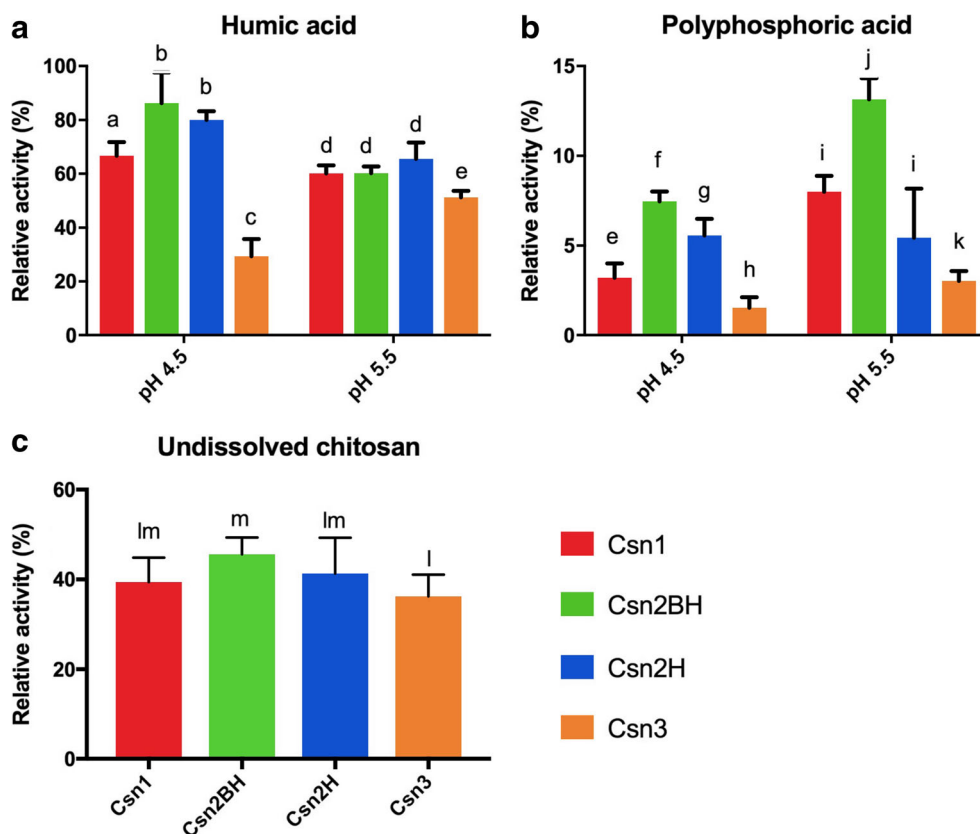 a
Humic acid
Relative activity (%)
100
80
60
40
20
0
a
b
b
c
d
d
d
e
pH 4.5
pH 5.5
b
Polyphosphoric acid
Relative activity (%)
15
10
5
0
e
f
g
h
i
j
i
k
pH 4.5
pH 5.5
c
Undissolved chitosan
Relative activity (%)
60
40
20
0
lm
m
lm
l
Csn1
Csn2BH
Csn2H
Csn3
Csn1
Csn2BH
Csn2H
Csn3